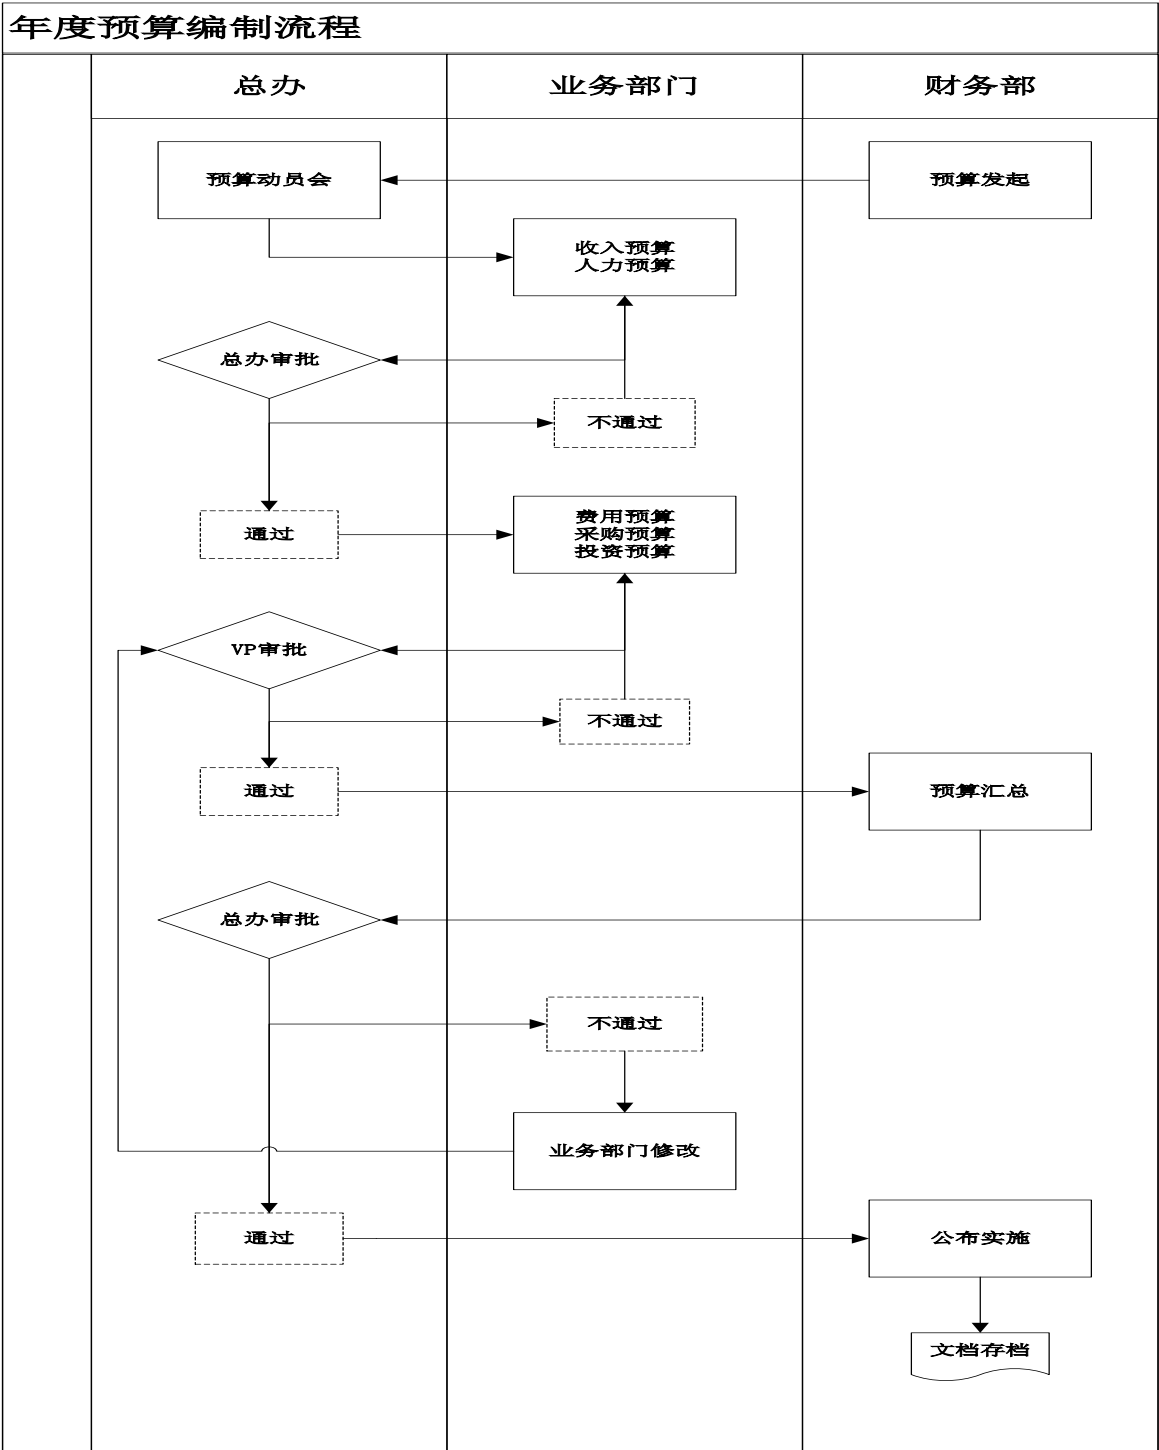 年度预算编制流程
总办
业务部门
财务部
预算动员会
预算发起
收入预算
人力预算
总办审批
不通过
通过
费用预算
采购预算
投资预算
VP审批
不通过
通过
预算汇总
总办审批
不通过
业务部门修改
通过
公布实施
文档存档